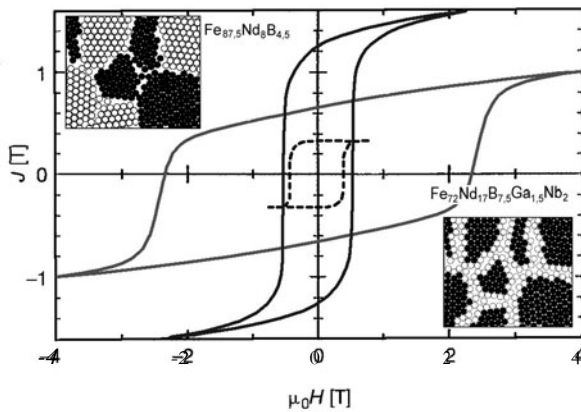 Fe87,5Nd8B4,5
1
J [T]
0
Fe72Nd17B7,5Ga1,5Nb2
−1
-4 -2 0 2 4
μ0H [T]